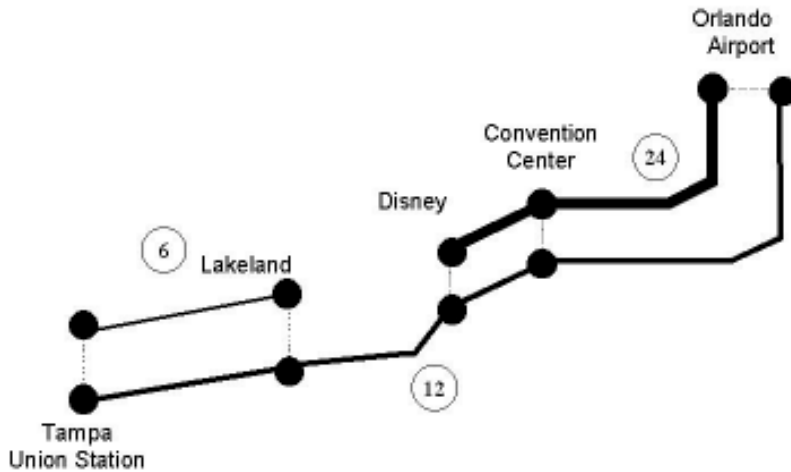 Orlando
Airport
Convention
Center
24
Disney
6
Lakeland
12
Tampa
Union Station